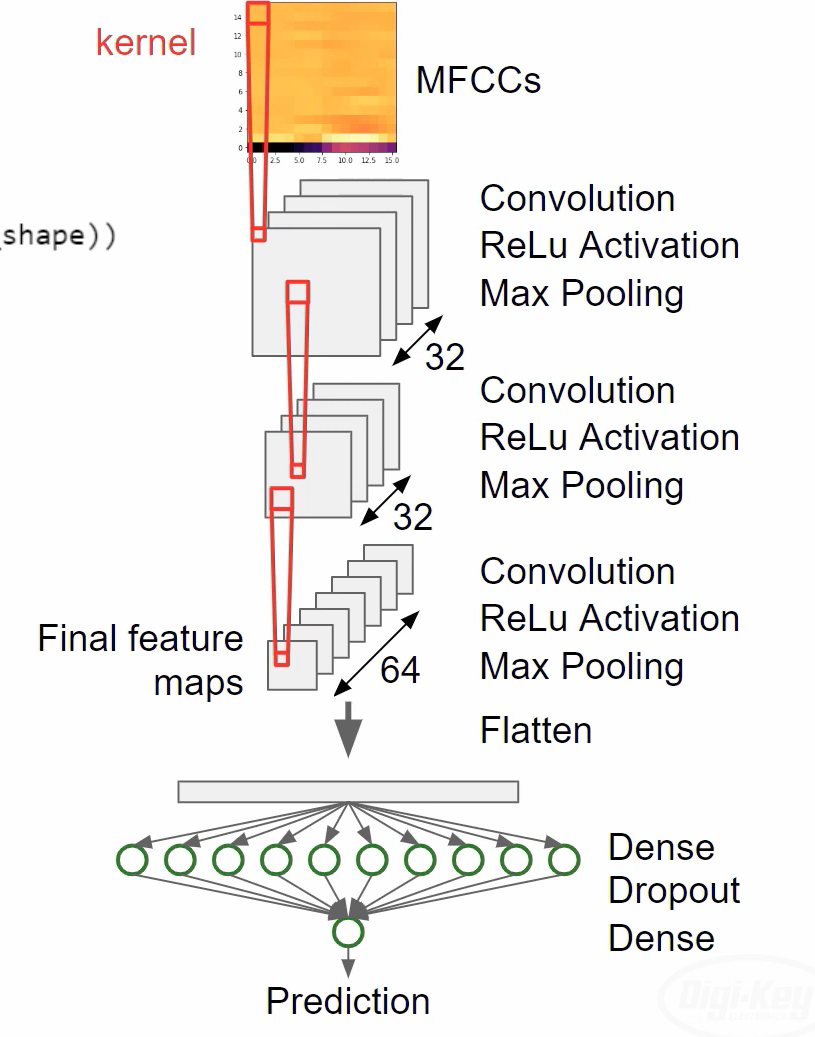 kernel
14
12
10
8
6
4
2
0
0.0 2.5 5.0 7.5 10.0 12.5 15.0
MFCCs
_shape))
Convolution
ReLu Activation
Max Pooling
32
Convolution
ReLu Activation
Max Pooling
32
Convolution
ReLu Activation
Max Pooling
64
Final feature
maps
Flatten
Dense
Dropout
Dense
Prediction
Digi-Key